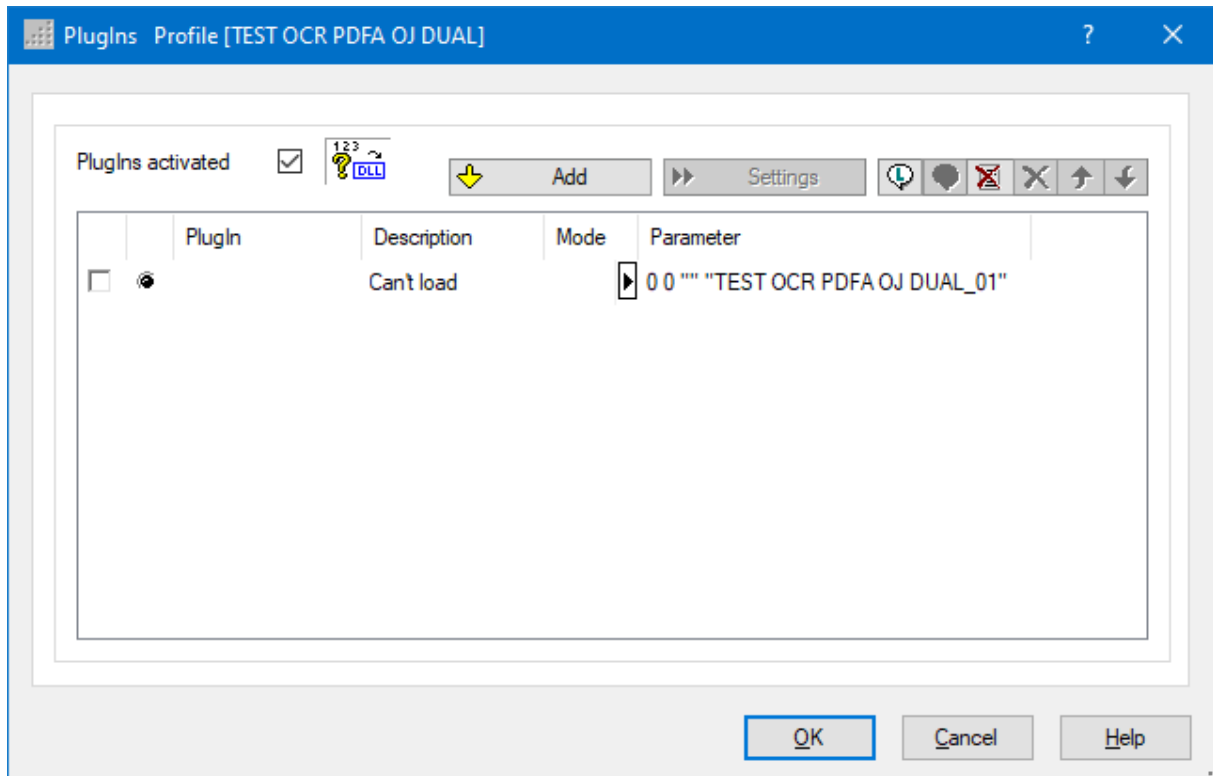 PlugIns Profile [TEST OCR PDFA OJ DUAL]
PlugIns activated
123
DLL
Add
Settings
PlugIn Description Mode Parameter
Can't load 0 0 "" "TEST OCR PDFA OJ DUAL_01"
OK Cancel Help